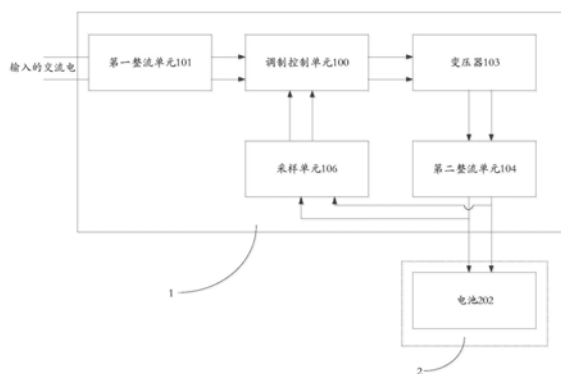 输入的交流电
第一整流单元101
调制控制单元100
变压器103
采样单元106
第二整流单元104
1
电池202
2